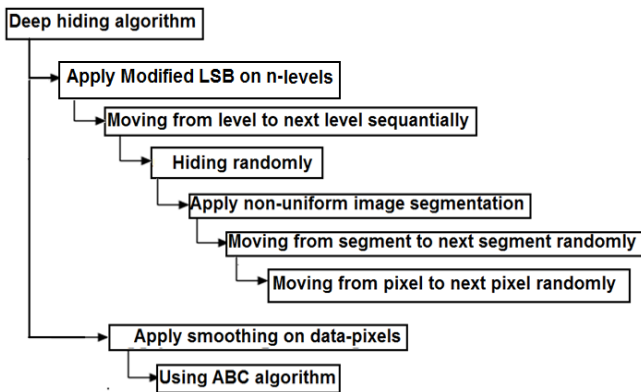 Deep hiding algorithm
Apply Modified LSB on n-levels
Moving from level to next level sequantially
Hiding randomly
Apply non-uniform image segmentation
Moving from segment to next segment randomly
Moving from pixel to next pixel randomly
Apply smoothing on data-pixels
Using ABC algorithm